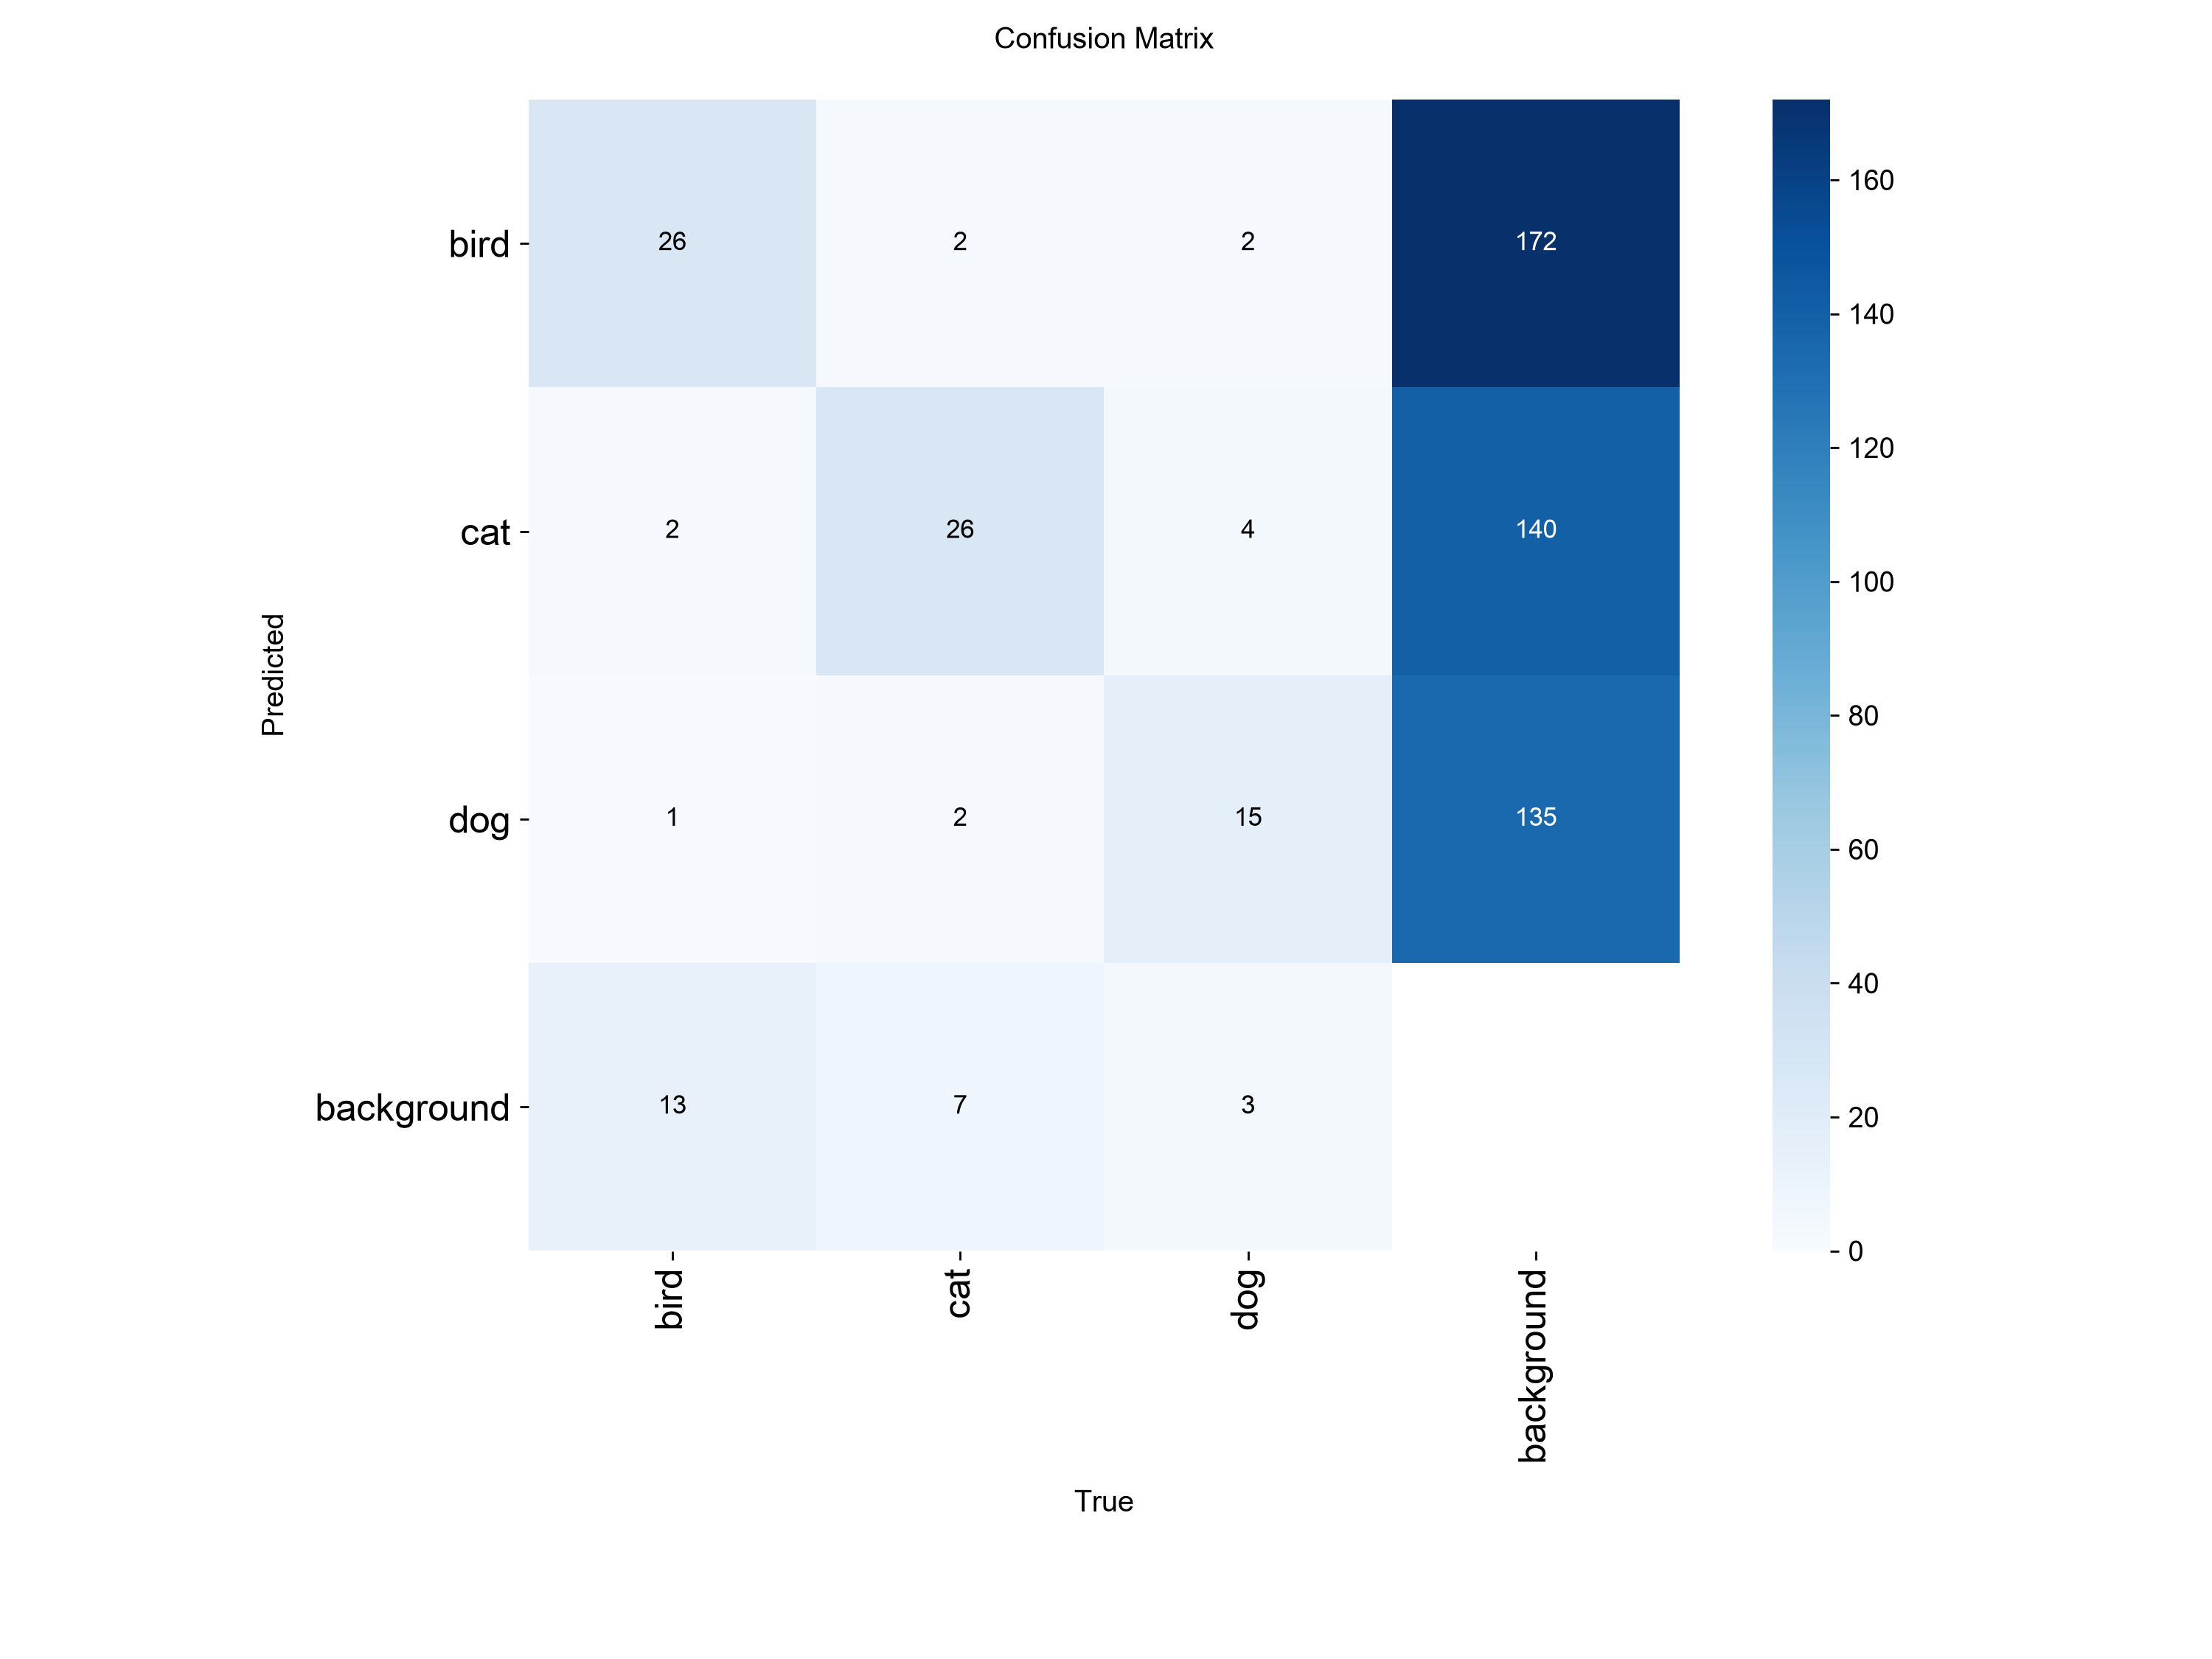 Confusion Matrix
bird 26 2 2 172
cat 2 26 4 140
dog 1 2 15 135
background 13 7 3
Predicted
bird cat dog background
True
160
140
120
100
80
60
40
20
0